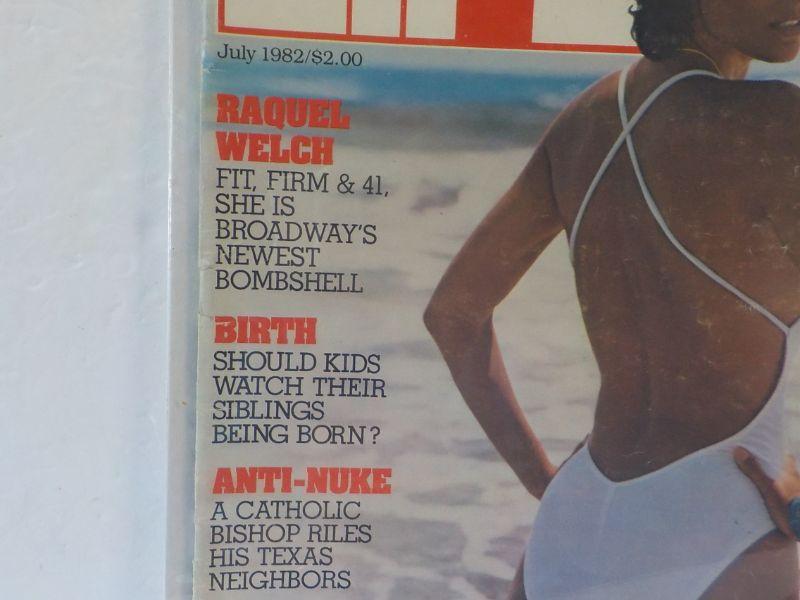 July 1982/$2.00
RAQUEL
WELCH
FIT, FIRM & 41,
SHE IS
BROADWAY'S
NEWEST
BOMBSHELL
BIRTH
SHOULD KIDS
WATCH THEIR
SIBLINGS
BEING BORN?
ANTI-NUKE
A CATHOLIC
BISHOP RILES
HIS TEXAS
NEIGHBORS